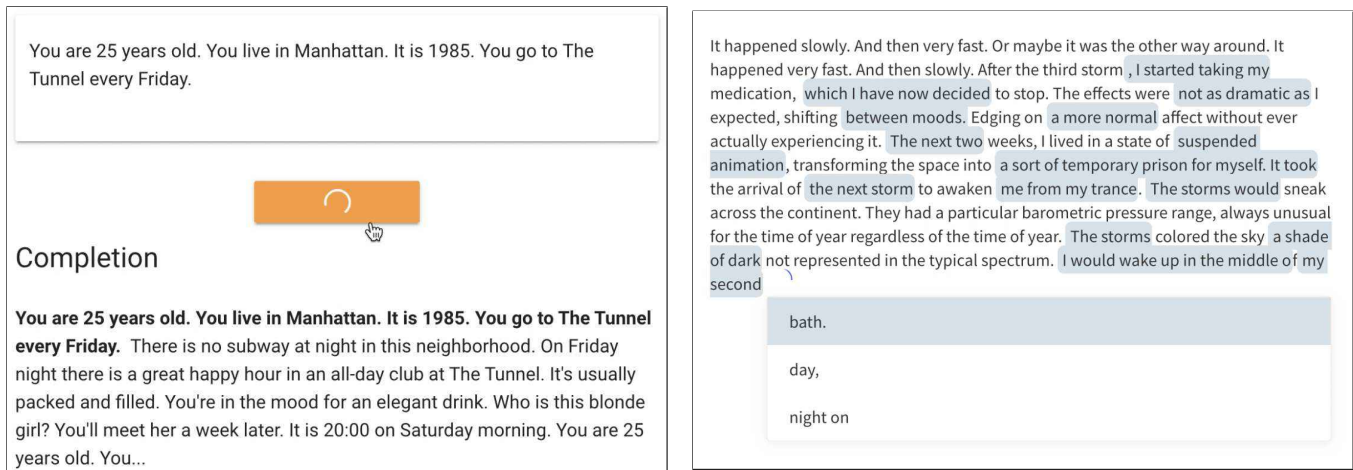 You are 25 years old. You live in Manhattan. It is 1985. You go to The
Tunnel every Friday.
Completion
You are 25 years old. You live in Manhattan. It is 1985. You go to The Tunnel
every Friday. There is no subway at night in this neighborhood. On Friday
night there is a great happy hour in an all-day club at The Tunnel. It's usually
packed and filled. You're in the mood for an elegant drink. Who is this blonde
girl? You'll meet her a week later. It is 20:00 on Saturday morning. You are 25
years old. You...
It happened slowly. And then very fast. Or maybe it was the other way around. It
happened very fast. And then slowly. After the third storm , I started taking my
medication, which I have now decided to stop. The effects were not as dramatic as I
expected, shifting between moods. Edging on a more normal affect without ever
actually experiencing it. The next two weeks, I lived in a state of suspended
animation, transforming the space into a sort of temporary prison for myself. It took
the arrival of the next storm to awaken me from my trance. The storms would sneak
across the continent. They had a particular barometric pressure range, always unusual
for the time of year regardless of the time of year. The storms colored the sky a shade
of dark not represented in the typical spectrum. I would wake up in the middle of my
second
bath.
day,
night on